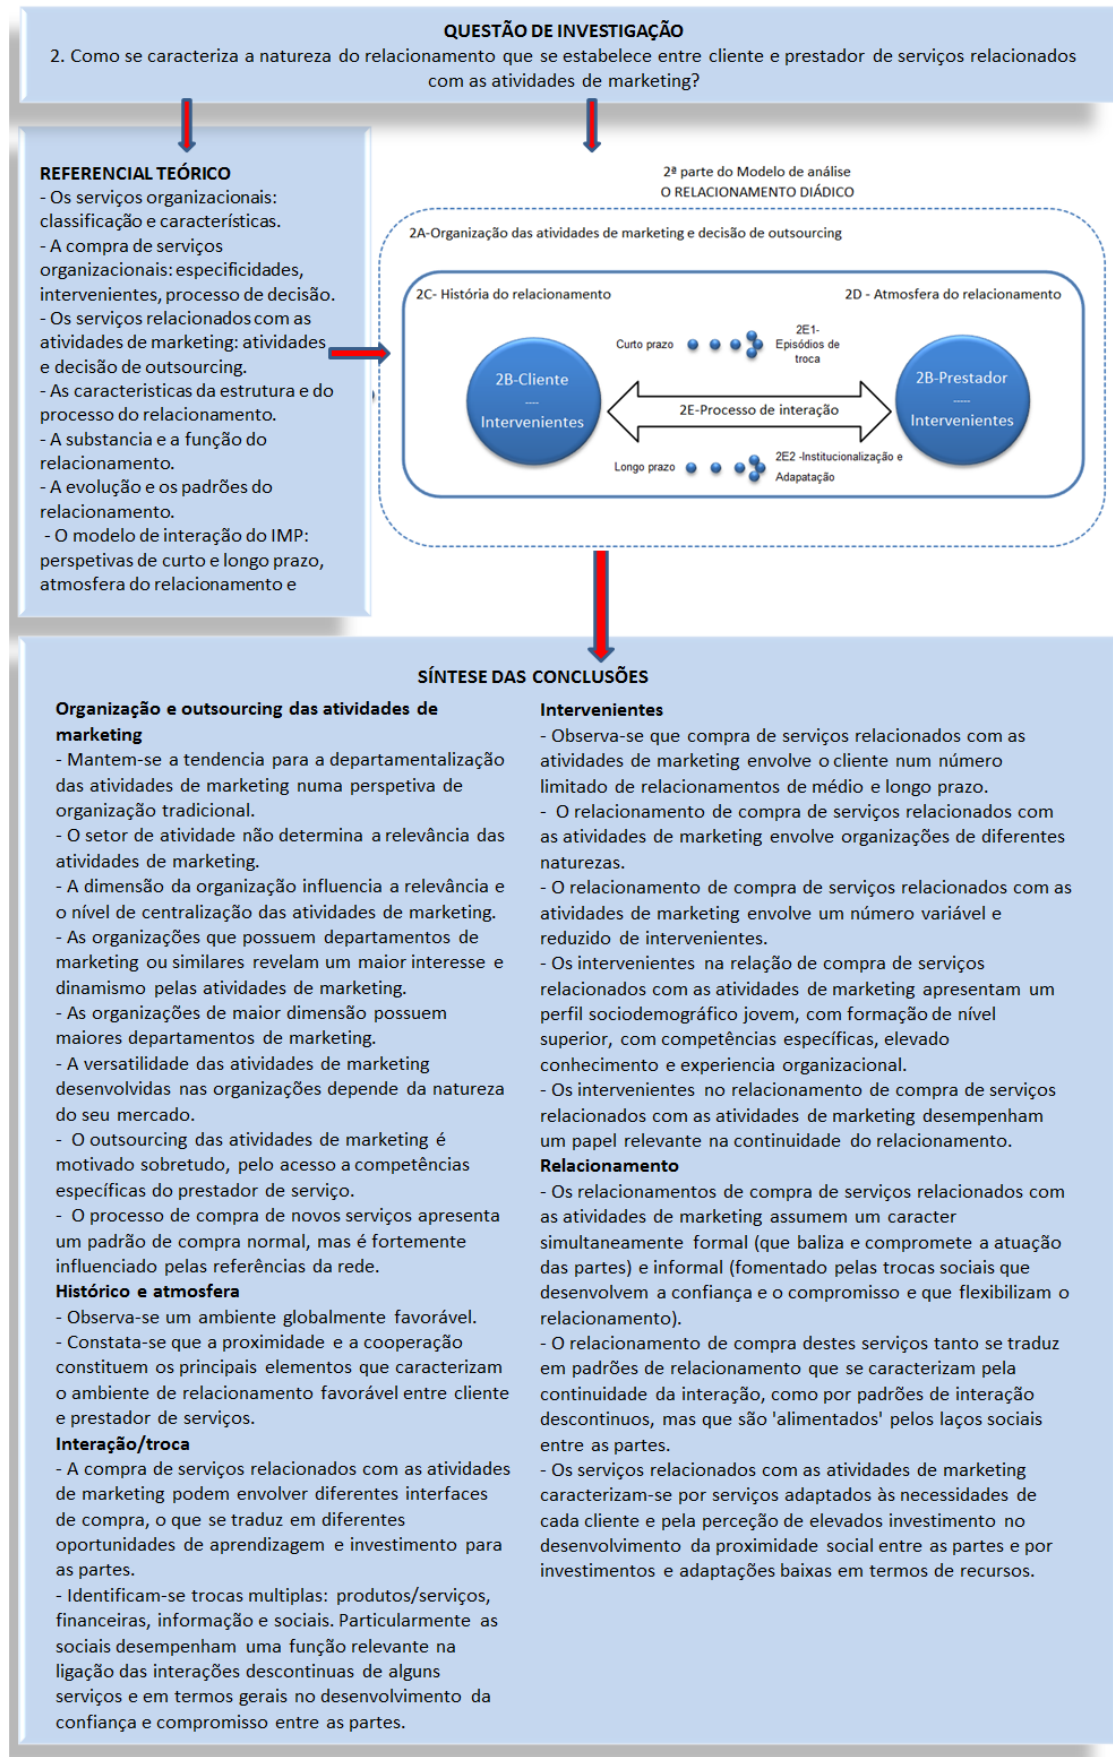 QUESTÃO DE INVESTIGAÇÃO
2. Como se caracteriza a natureza do relacionamento que se estabelece entre cliente e prestador de serviços relacionados
com as atividades de marketing?
REFERENCIAL TEÓRICO
- Os serviços organizacionais:
classificação e características.
- A compra de serviços
organizacionais: especificidades,
intervenientes, processo de decisão.
- Os serviços relacionados com as
atividades de marketing: atividades
e decisão de outsourcing.
- As caracteristicas da estrutura e do
processo do relacionamento.
- A substancia e a função do
relacionamento.
- A evolução e os padrões do
relacionamento.
- O modelo de interação do IMP:
perspetivas de curto e longo prazo,
atmosfera do relacionamento e
2ª parte do Modelo de análise
O RELACIONAMENTO DIÁDICO
2A-Organização das atividades de marketing e decisão de outsourcing
2C- História do relacionamento
2D - Atmosfera do relacionamento
Curto prazo
2E1-
Episódios de
troca
2B-Cliente
----
Intervenientes
2E-Processo de interação
2B-Prestador
-----
Intervenientes
Longo prazo
2E2 -Institucionalização e
Adapatação
SÍNTESE DAS CONCLUSÕES
Organização e outsourcing das atividades de
marketing
- Mantem-se a tendencia para a departamentalização
das atividades de marketing numa perspetiva de
organização tradicional.
- O setor de atividade não determina a relevância das
atividades de marketing.
- A dimensão da organização influencia a relevância e
o nível de centralização das atividades de marketing.
- As organizações que possuem departamentos de
marketing ou similares revelam um maior interesse e
dinamismo pelas atividades de marketing.
- As organizações de maior dimensão possuem
maiores departamentos de marketing.
- A versatilidade das atividades de marketing
desenvolvidas nas organizações depende da natureza
do seu mercado.
- O outsourcing das atividades de marketing é
motivado sobretudo, pelo acesso a competências
específicas do prestador de serviço.
- O processo de compra de novos serviços apresenta
um padrão de compra normal, mas é fortemente
influenciado pelas referências da rede.
Histórico e atmosfera
- Observa-se um ambiente globalmente favorável.
- Constata-se que a proximidade e a cooperação
constituem os principais elementos que caracterizam
o ambiente de relacionamento favorável entre cliente
e prestador de serviços.
Interação/troca
- A compra de serviços relacionados com as atividades
de marketing podem envolver diferentes interfaces
de compra, o que se traduz em diferentes
oportunidades de aprendizagem e investimento para
as partes.
- Identificam-se trocas multiplas: produtos/serviços,
financeiras, informação e sociais. Particularmente as
sociais desempenham uma função relevante na
ligação das interações descontinuas de alguns
serviços e em termos gerais no desenvolvimento da
confiança e compromisso entre as partes.
Intervenientes
- Observa-se que compra de serviços relacionados com as
atividades de marketing envolve o cliente num número
limitado de relacionamentos de médio e longo prazo.
- O relacionamento de compra de serviços relacionados com
as atividades de marketing envolve organizações de diferentes
naturezas.
- O relacionamento de compra de serviços relacionados com as
atividades de marketing envolve um número variável e
reduzido de intervenientes.
- Os intervenientes na relação de compra de serviços
relacionados com as atividades de marketing apresentam um
perfil sociodemográfico jovem, com formação de nível
superior, com competências específicas, elevado
conhecimento e experiencia organizacional.
- Os intervenientes no relacionamento de compra de serviços
relacionados com as atividades de marketing desempenham
um papel relevante na continuidade do relacionamento.
Relacionamento
- Os relacionamentos de compra de serviços relacionados com
as atividades de marketing assumem um caracter
simultaneamente formal (que baliza e compromete a atuação
das partes) e informal (fomentado pelas trocas sociais que
desenvolvem a confiança e o compromisso e que flexibilizam o
relacionamento).
- O relacionamento de compra destes serviços tanto se traduz
em padrões de relacionamento que se caracterizam pela
continuidade da interação, como por padrões de interação
descontinuos, mas que são 'alimentados' pelos laços sociais
entre as partes.
- Os serviços relacionados com as atividades de marketing
caracterizam-se por serviços adaptados às necessidades de
cada cliente e pela perceção de elevados investimento no
desenvolvimento da proximidade social entre as partes e por
investimentos e adaptações baixas em termos de recursos.